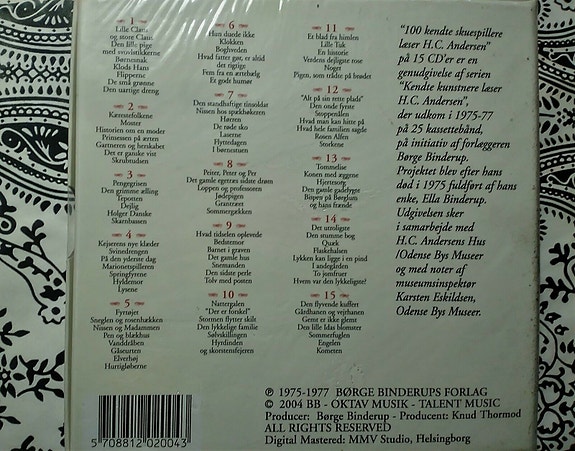 1
Lille Claus
og store Claus
Den lille pige
med svovlstikkerne
Børnesnak
Klods Hans
Flipperne
De små grønne
Den uartige dreng
2
Kærestefolkene
Moster
Historien om en moder
Prinsessen på ærten
Gartneren og herskabet
Det er ganske vist
Skrubtudsen
3
Pengegrisen
Den grimme ælling
Tepotten
Dejlig
Holger Danske
Skarnbassen
4
Kejserens nye klæder
Svinedrengen
På den yderste dag
Marionetspilleren
Springfyrene
Hyldemor
Lysene
5
Fyrtøjet
Sneglen og rosenhækken
Nissen og Madammen
Pen og blækhus
Vanddråben
Gåseurten
Elverhøj
Hurtigløberne
6
Hun duede ikke
Klokken
Boghveden
Hvad fatter gør, er altid
det rigtige
Fem fra en ærtebælg
Et godt humør
7
Den standhaftige tinsoldat
Nissen hos spækhøkeren
Hørren
De røde sko
Laserne
Hyrtedagen
I børnestuen
8
Peiter, Peter og Per
Det gamle egetræs sidste drøm
Loppen og professoren
Jødepigen
Grantræet
Sommergækken
9
Hvad tidselen oplevede
Bedstemor
Barnet i graven
Det gamle hus
Snemanden
Den sidste perle
Tolv med posten
10
Nattergalen
"Der er forskel"
Stormen flytter skilt
Den lykkelige familie
Sølvskillingen
Hyrdinden
og skorstensfejeren
11
Et blad fra himlen
Lille Tuk
En historie
Verdens dejligste rose
Noget
Pigen, som trådte på brødet
12
"Alt på sin rette plads"
Den onde fyrste
Stoppenålen
Hvad man kan hitte på
Hvad hele familien sagde
Rosen Alfen
Storkene
13
Tommelise
Konen med æggene
Hjertesorg
Den gamle gadelygte
Bispen på Børglum
og hans frænde
14
Det utroligste
Den stumme bog
Quæk
Flaskehalsen
Lykken kan ligge i en pind
I andegården
To jomfruer
Hvem var den lykkeligste?
15
Den flyvende kuffert
Gårdhanen og vejrhanen
Gemt er ikke glemt
Den lille Idas blomster
Sommerfuglen
Engelen
Kometen
"100 kendte skuespillere
læser H.C. Andersen"
på 15 CD'er er en
genudgivelse af serien
"Kendte kunstnere læser
H.C. Andersen",
der udkom i 1975-77
på 25 kassettebånd,
på initiativ af forlæggeren
Børge Binderup.
Projektet blev efter hans
død i 1975 fuldført af hans
enke, Ella Binderup.
Udgivelsen sker
i samarbejde med
H.C. Andersens Hus
/Odense Bys Museer
og med noter af
museumsinspektør
Karsten Eskildsen,
Odense Bys Museer.
℗ 1975-1977 BØRGE BINDERUPS FORLAG
© 2004 BB - OKTAV MUSIK - TALENT MUSIC
Producer: Børge Binderup - Producent: Knud Thormod
ALL RIGHTS RESERVED
Digital Mastered: MMV Studio, Helsingborg
5 708812 020043